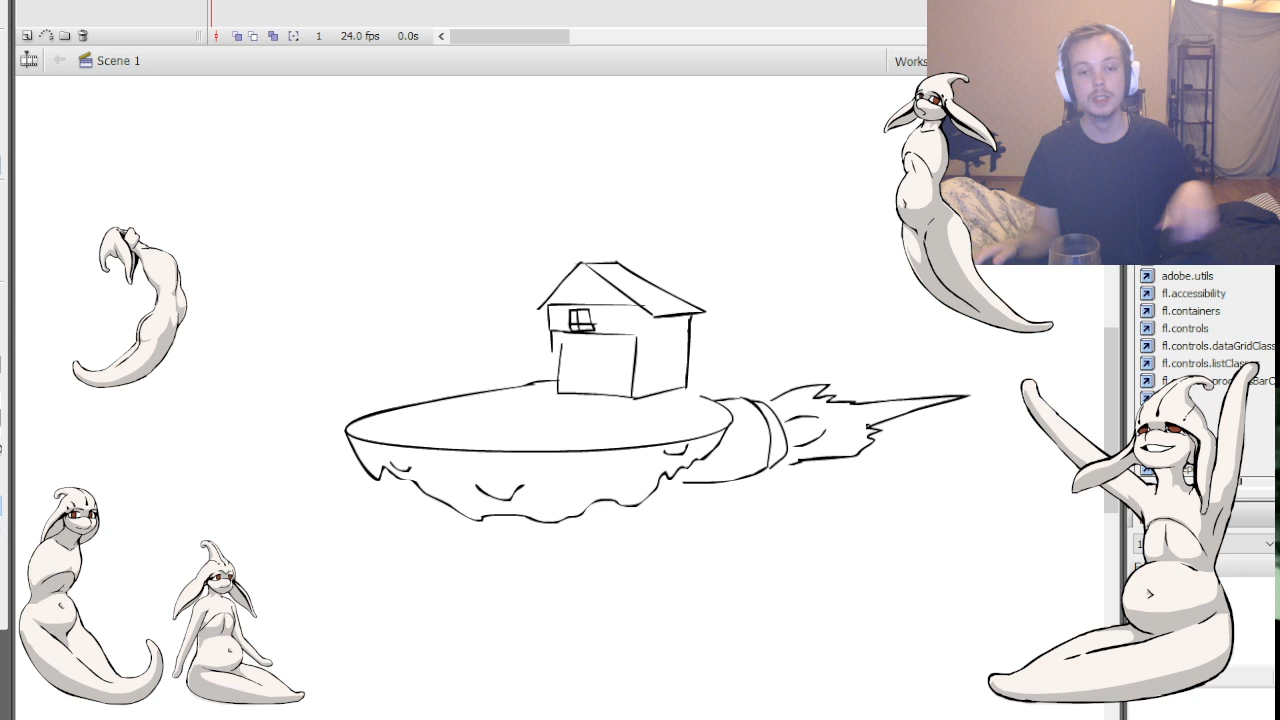 1 24.0 fps 0.0s
Scene 1
Works
adobe.utils
fl.accessibility
fl.containers
fl.controls
fl.controls.dataGridClass
fl.controls.listClas